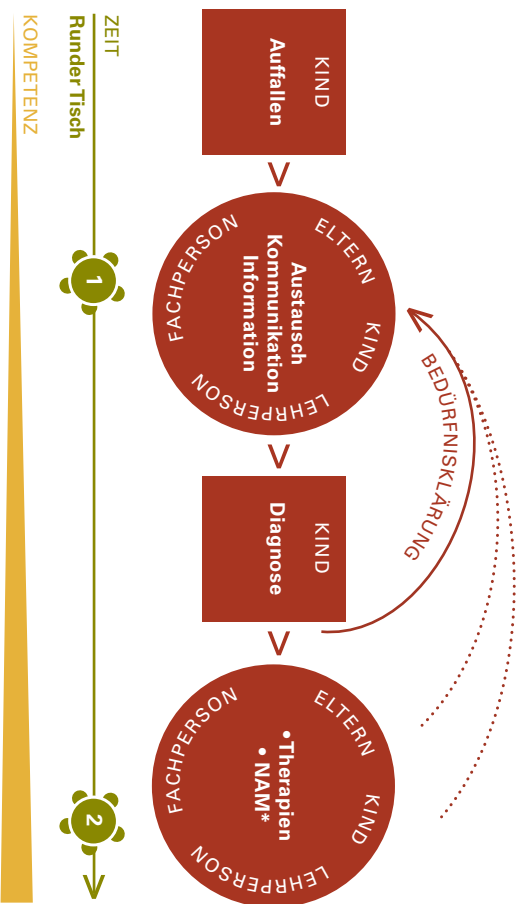 BEDÜRFNISKLÄRUNG
KIND
Auffallen
ELTERN
KIND
LEHRPERSON
FACHPERSON
Austausch
Kommunikation
Information
KIND
Diagnose
ELTERN
KIND
LEHRPERSON
FACHPERSON
• Therapien
• NAM*
ZEIT
Runder Tisch
1
2
KOMPETENZ